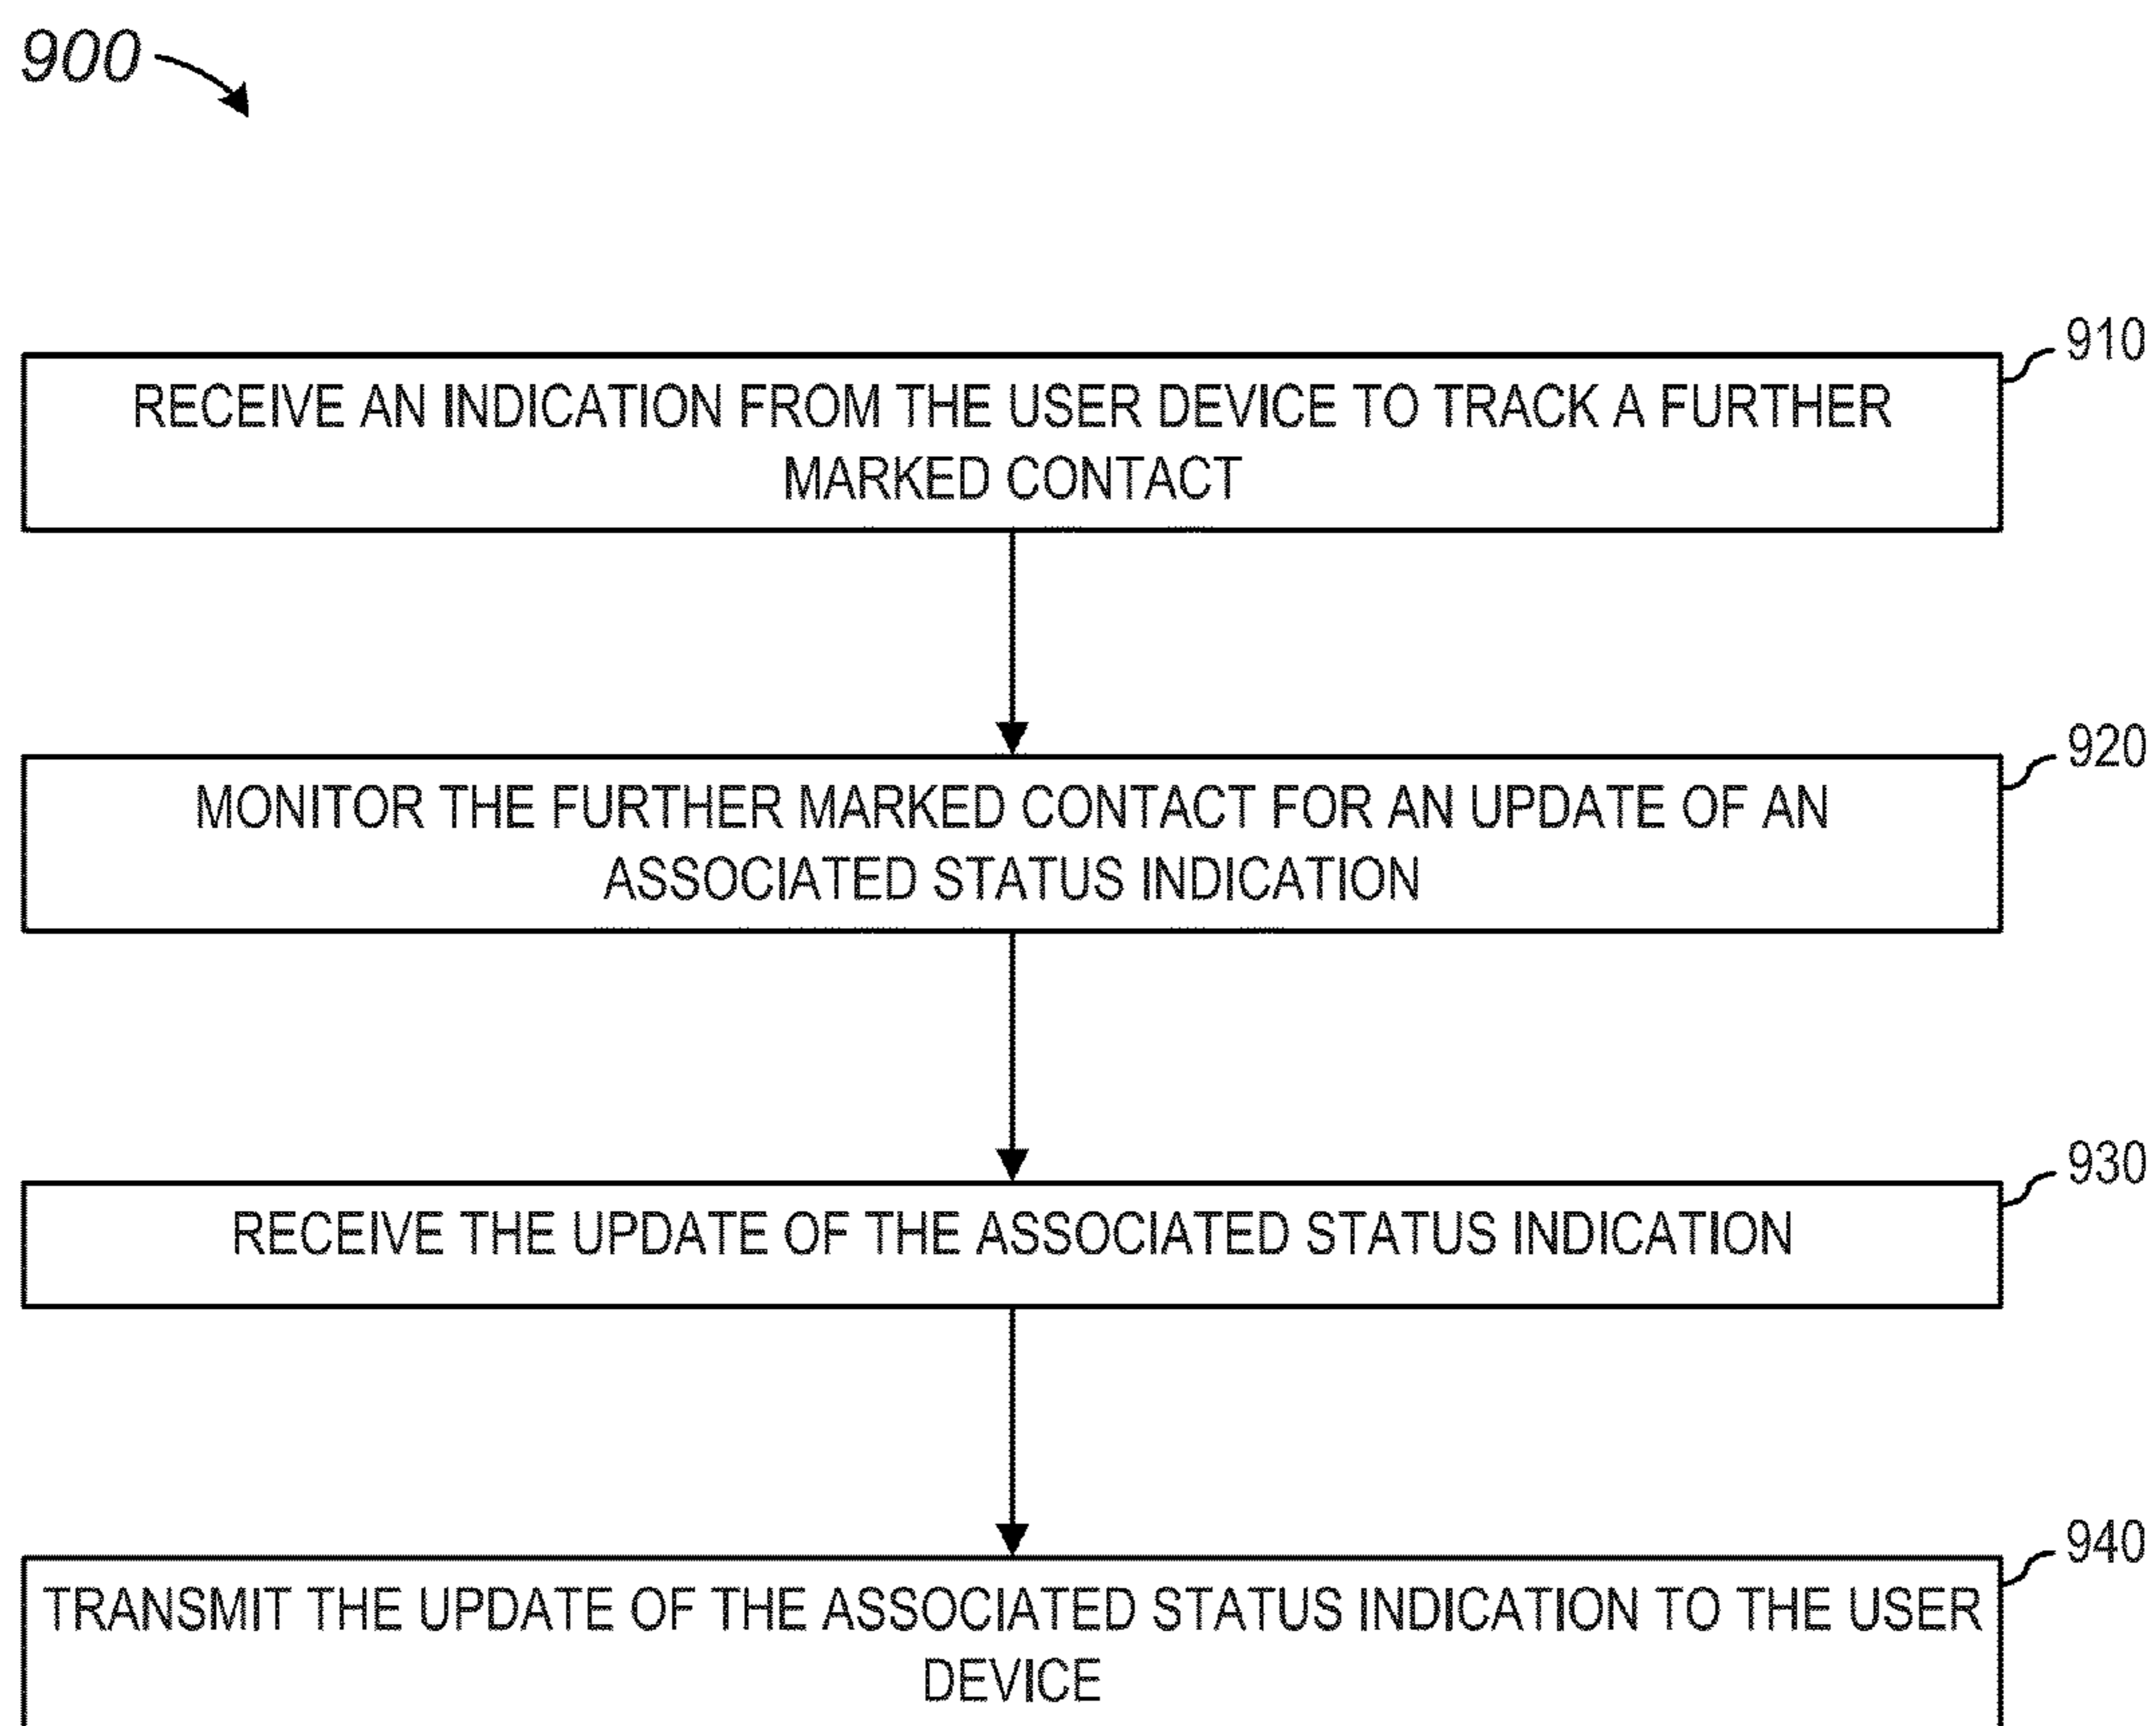 900
910
RECEIVE AN INDICATION FROM THE USER DEVICE TO TRACK A FURTHER
MARKED CONTACT
920
MONITOR THE FURTHER MARKED CONTACT FOR AN UPDATE OF AN
ASSOCIATED STATUS INDICATION
930
RECEIVE THE UPDATE OF THE ASSOCIATED STATUS INDICATION
940
TRANSMIT THE UPDATE OF THE ASSOCIATED STATUS INDICATION TO THE USER
DEVICE